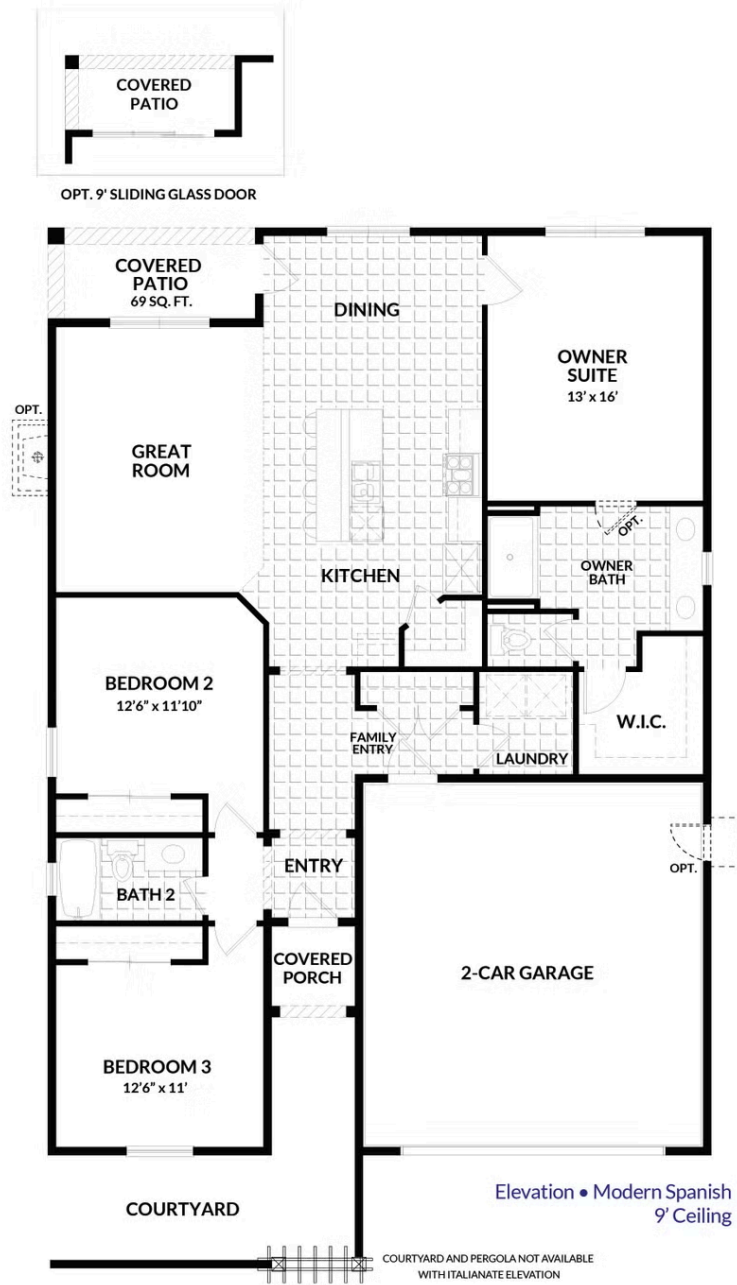 COVERED
PATIO
OPT. 9' SLIDING GLASS DOOR
COVERED
PATIO
69 SQ. FT.
DINING
OWNER
SUITE
13' x 16'
OPT.
GREAT
ROOM
OPT.
OWNER
BATH
KITCHEN
BEDROOM 2
12'6" x 11'10"
W.I.C.
FAMILY
ENTRY
LAUNDRY
ENTRY
OPT.
BATH 2
COVERED
PORCH
2-CAR GARAGE
BEDROOM 3
12'6" x 11'
Elevation • Modern Spanish
9' Ceiling
COURTYARD
COURTYARD AND PERGOLA NOT AVAILABLE
WITH ITALIANATE ELEVATION